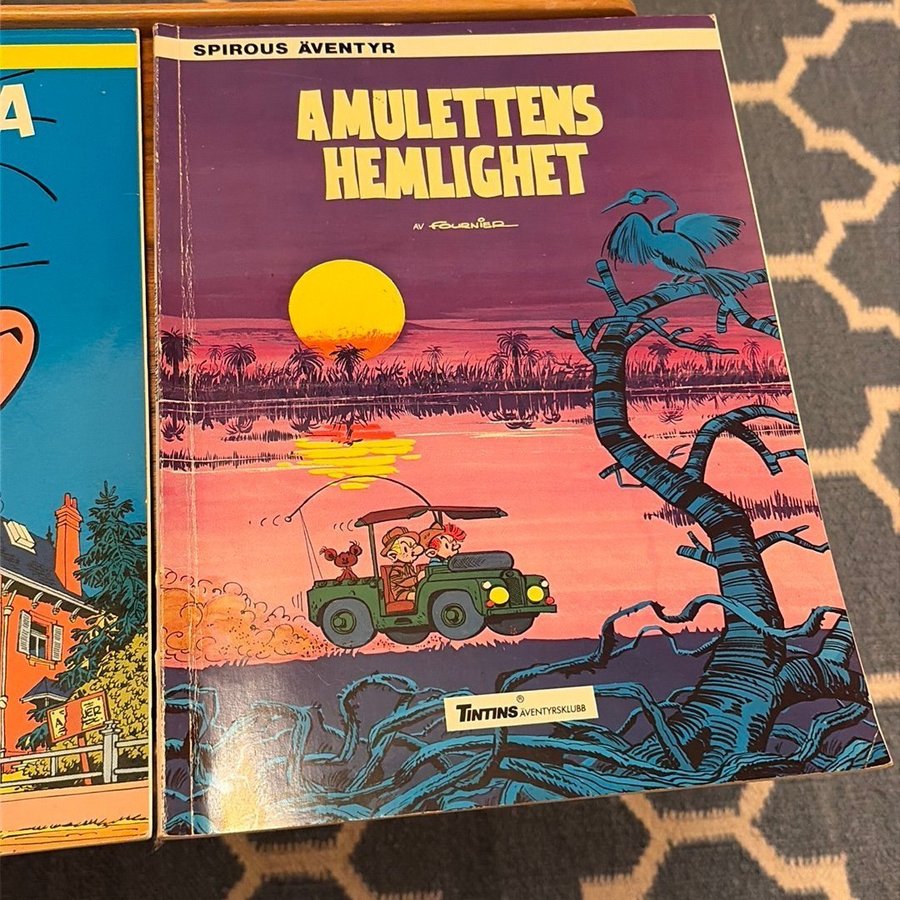 A
SPIROUS ÄVENTYR
AMULETTENS
HEMLIGHET
AV FOURNIER
TINTINS® ÄVENTYRSKLUBB